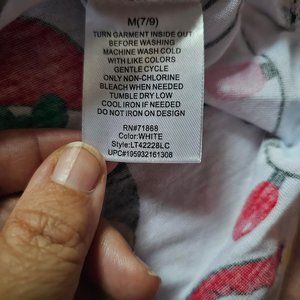 M(7/9)
TURN GARMENT INSIDE OUT
BEFORE WASHING
MACHINE WASH COLD
WITH LIKE COLORS
GENTLE CYCLE
ONLY NON-CHLORINE
BLEACH WHEN NEEDED
TUMBLE DRY LOW
COOL IRON IF NEEDED
DO NOT IRON ON DESIGN
RN#71868
Color:WHITE
Style:LT42228LC
UPC#195932161308